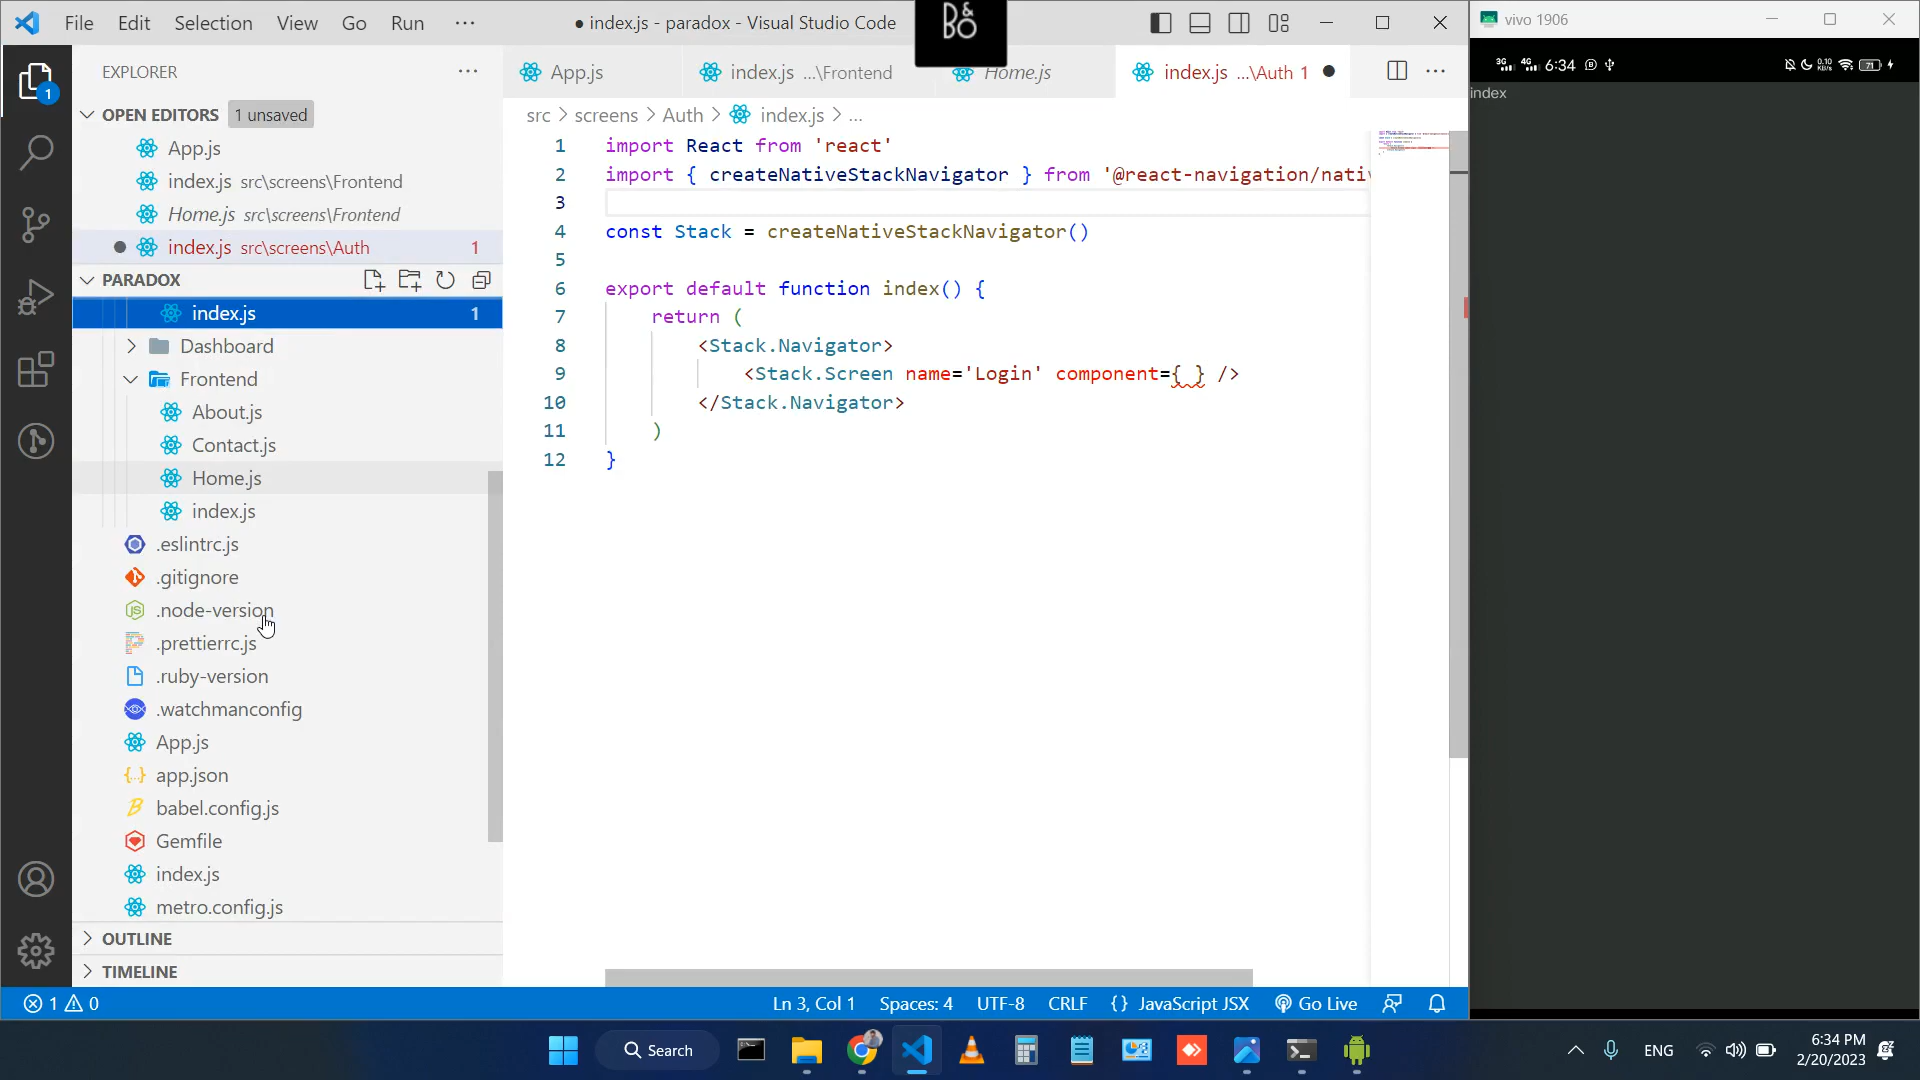 File Edit Selection View Go Run ···
● index.js - paradox - Visual Studio Code
B&O
vivo 1906
EXPLORER
OPEN EDITORS 1 unsaved
App.js
index.js src\screens\Frontend
Home.js src\screens\Frontend
● index.js src\screens\Auth 1
PARADOX
index.js 1
Dashboard
Frontend
About.js
Contact.js
Home.js
index.js
.eslintrc.js
.gitignore
.node-version
.prettierrc.js
.ruby-version
.watchmanconfig
App.js
app.json
babel.config.js
Gemfile
index.js
metro.config.js
OUTLINE
TIMELINE
1
App.js
index.js ...\Frontend
Home.js
index.js ...\Auth 1 ●
src > screens > Auth > index.js > ...
1 import React from 'react'
2 import { createNativeStackNavigator } from '@react-navigation/nativ
3
4 const Stack = createNativeStackNavigator()
5
6 export default function index() {
7 return (
8 <Stack.Navigator>
9 <Stack.Screen name='Login' component={ } />
10 </Stack.Navigator>
11 )
12 }
3G 4G 6:34
0.10 KB/s 71
index
1 0
Ln 3, Col 1 Spaces: 4 UTF-8 CRLF {} JavaScript JSX Go Live
Search
ENG
6:34 PM
2/20/2023